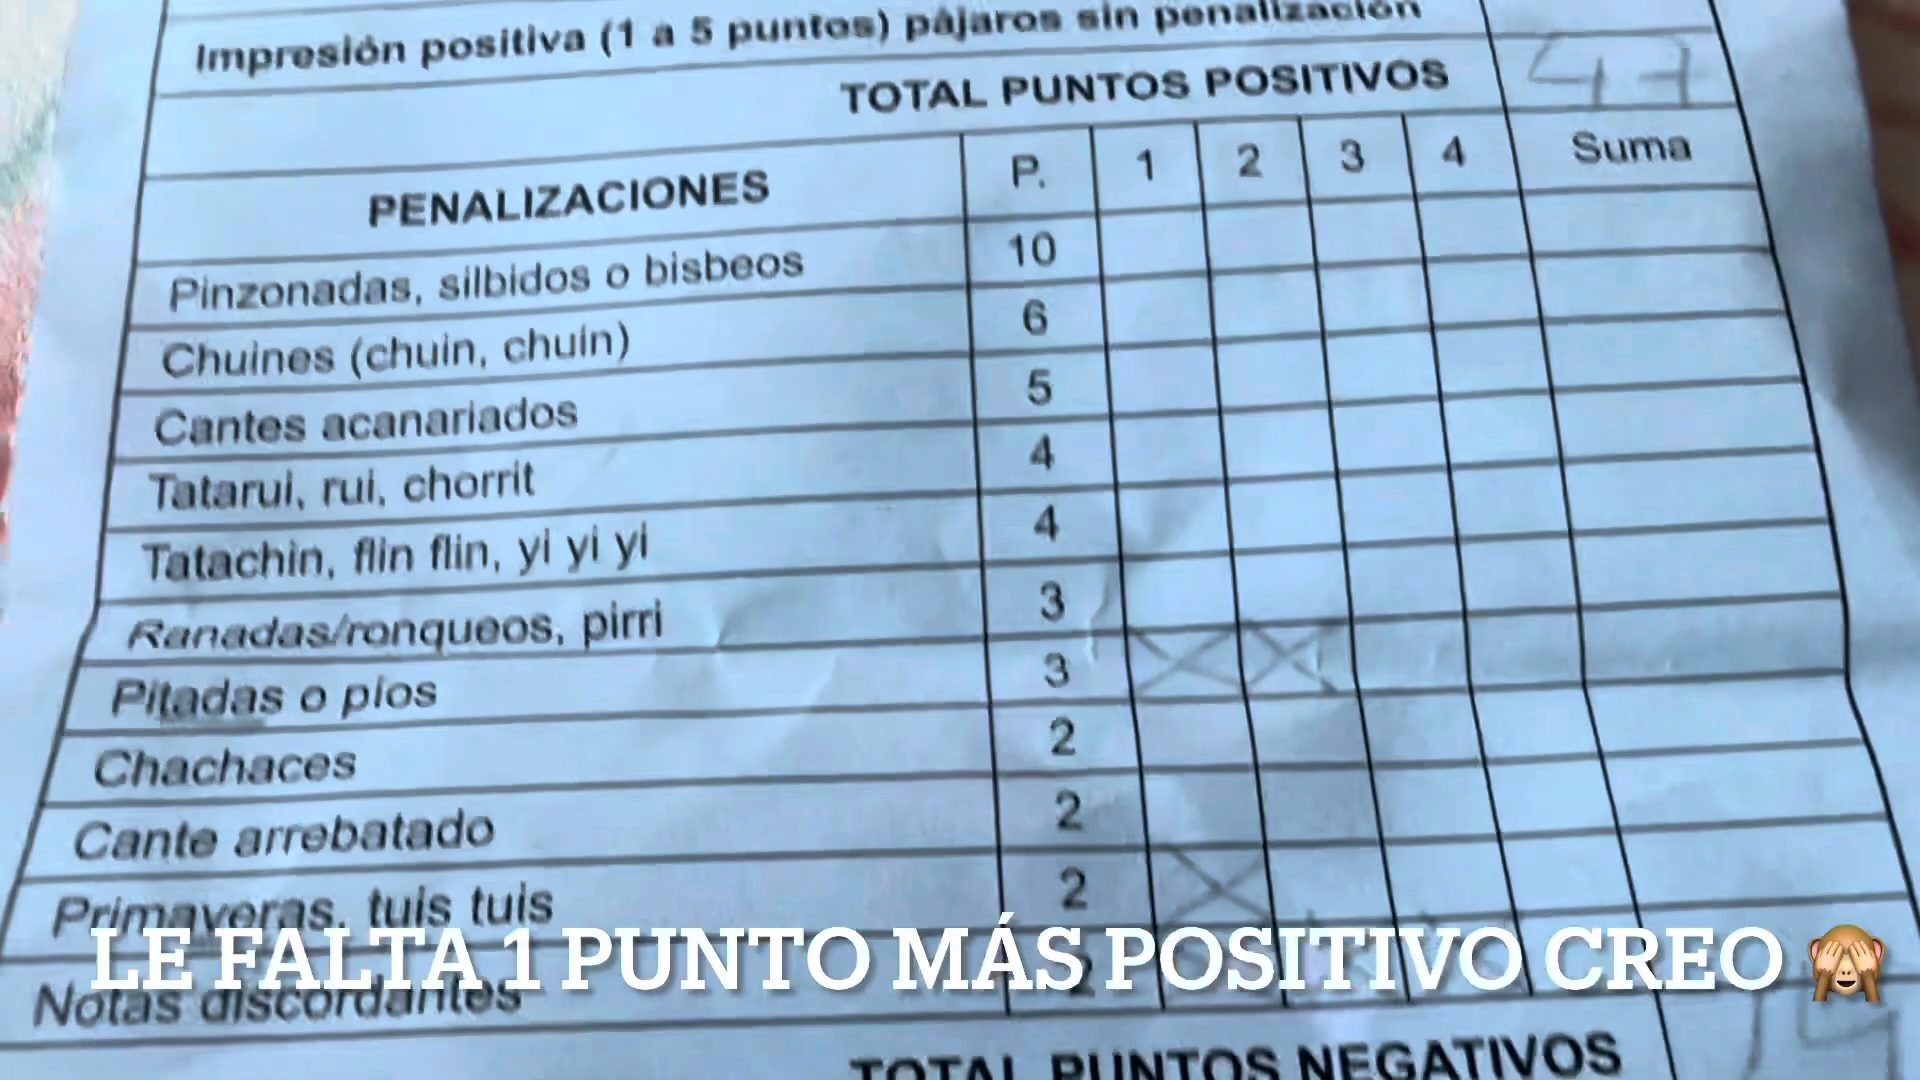 Impresión positiva (1 a 5 puntos) pájaros sin penalización
TOTAL PUNTOS POSITIVOS 47
PENALIZACIONES P. 1 2 3 4 Suma
Pinzonadas, silbidos o bisbeos 10
Chuines (chuin, chuín) 6
Cantes acanariados 5
Tatarui, rui, chorrit 4
Tatachin, flin flin, yi yi yi 4
Ranadas/ronqueos, pirri 3
Pitadas o píos 3 X X
Chachaces 2
Cante arrebatado 2
Primaveras, tuis tuis 2 X
LE FALTA 1 PUNTO MÁS POSITIVO CREO 🙈
Notas discordantes 2
TOTAL PUNTOS NEGATIVOS